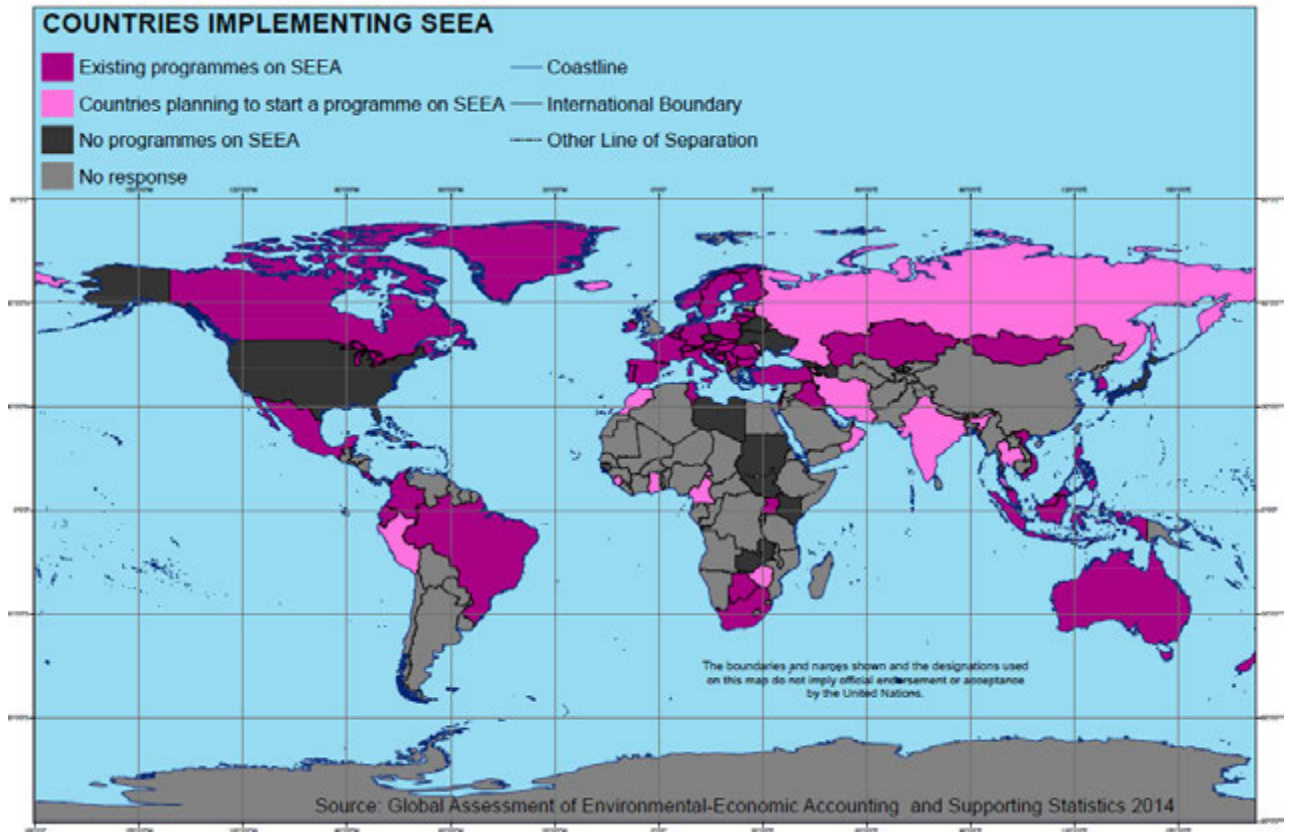 COUNTRIES IMPLEMENTING SEEA
Existing programmes on SEEA
Countries planning to start a programme on SEEA
No programmes on SEEA
No response
Coastline
International Boundary
Other Line of Separation
The boundaries and names shown and the designations used
on this map do not imply official endorsement or acceptance
by the United Nations.
Source: Global Assessment of Environmental-Economic Accounting and Supporting Statistics 2014